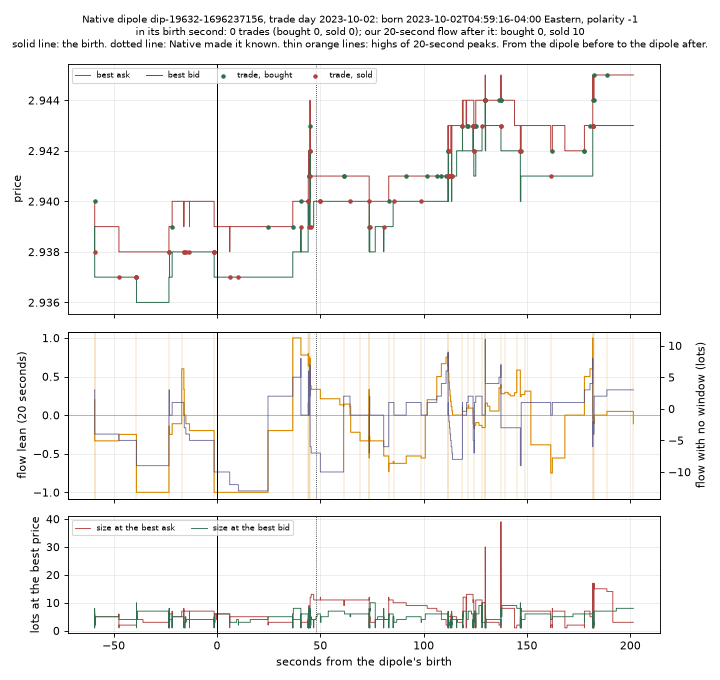 Native dipole dip-19632-1696237156, trade day 2023-10-02: born 2023-10-02T04:59:16-04:00 Eastern, polarity -1
in its birth second: 0 trades (bought 0, sold 0); our 20-second flow after it: bought 0, sold 10
solid line: the birth. dotted line: Native made it known. thin orange lines: highs of 20-second peaks. From the dipole before to the dipole after.
best ask best bid trade, bought trade, sold
2.944
2.942
2.940
2.938
2.936
price
1.0
0.5
0.0
−0.5
−1.0
flow lean (20 seconds)
10
5
0
−5
−10
flow with no window (lots)
size at the best ask size at the best bid
40
30
20
10
0
lots at the best price
−50 0 50 100 150 200
seconds from the dipole's birth